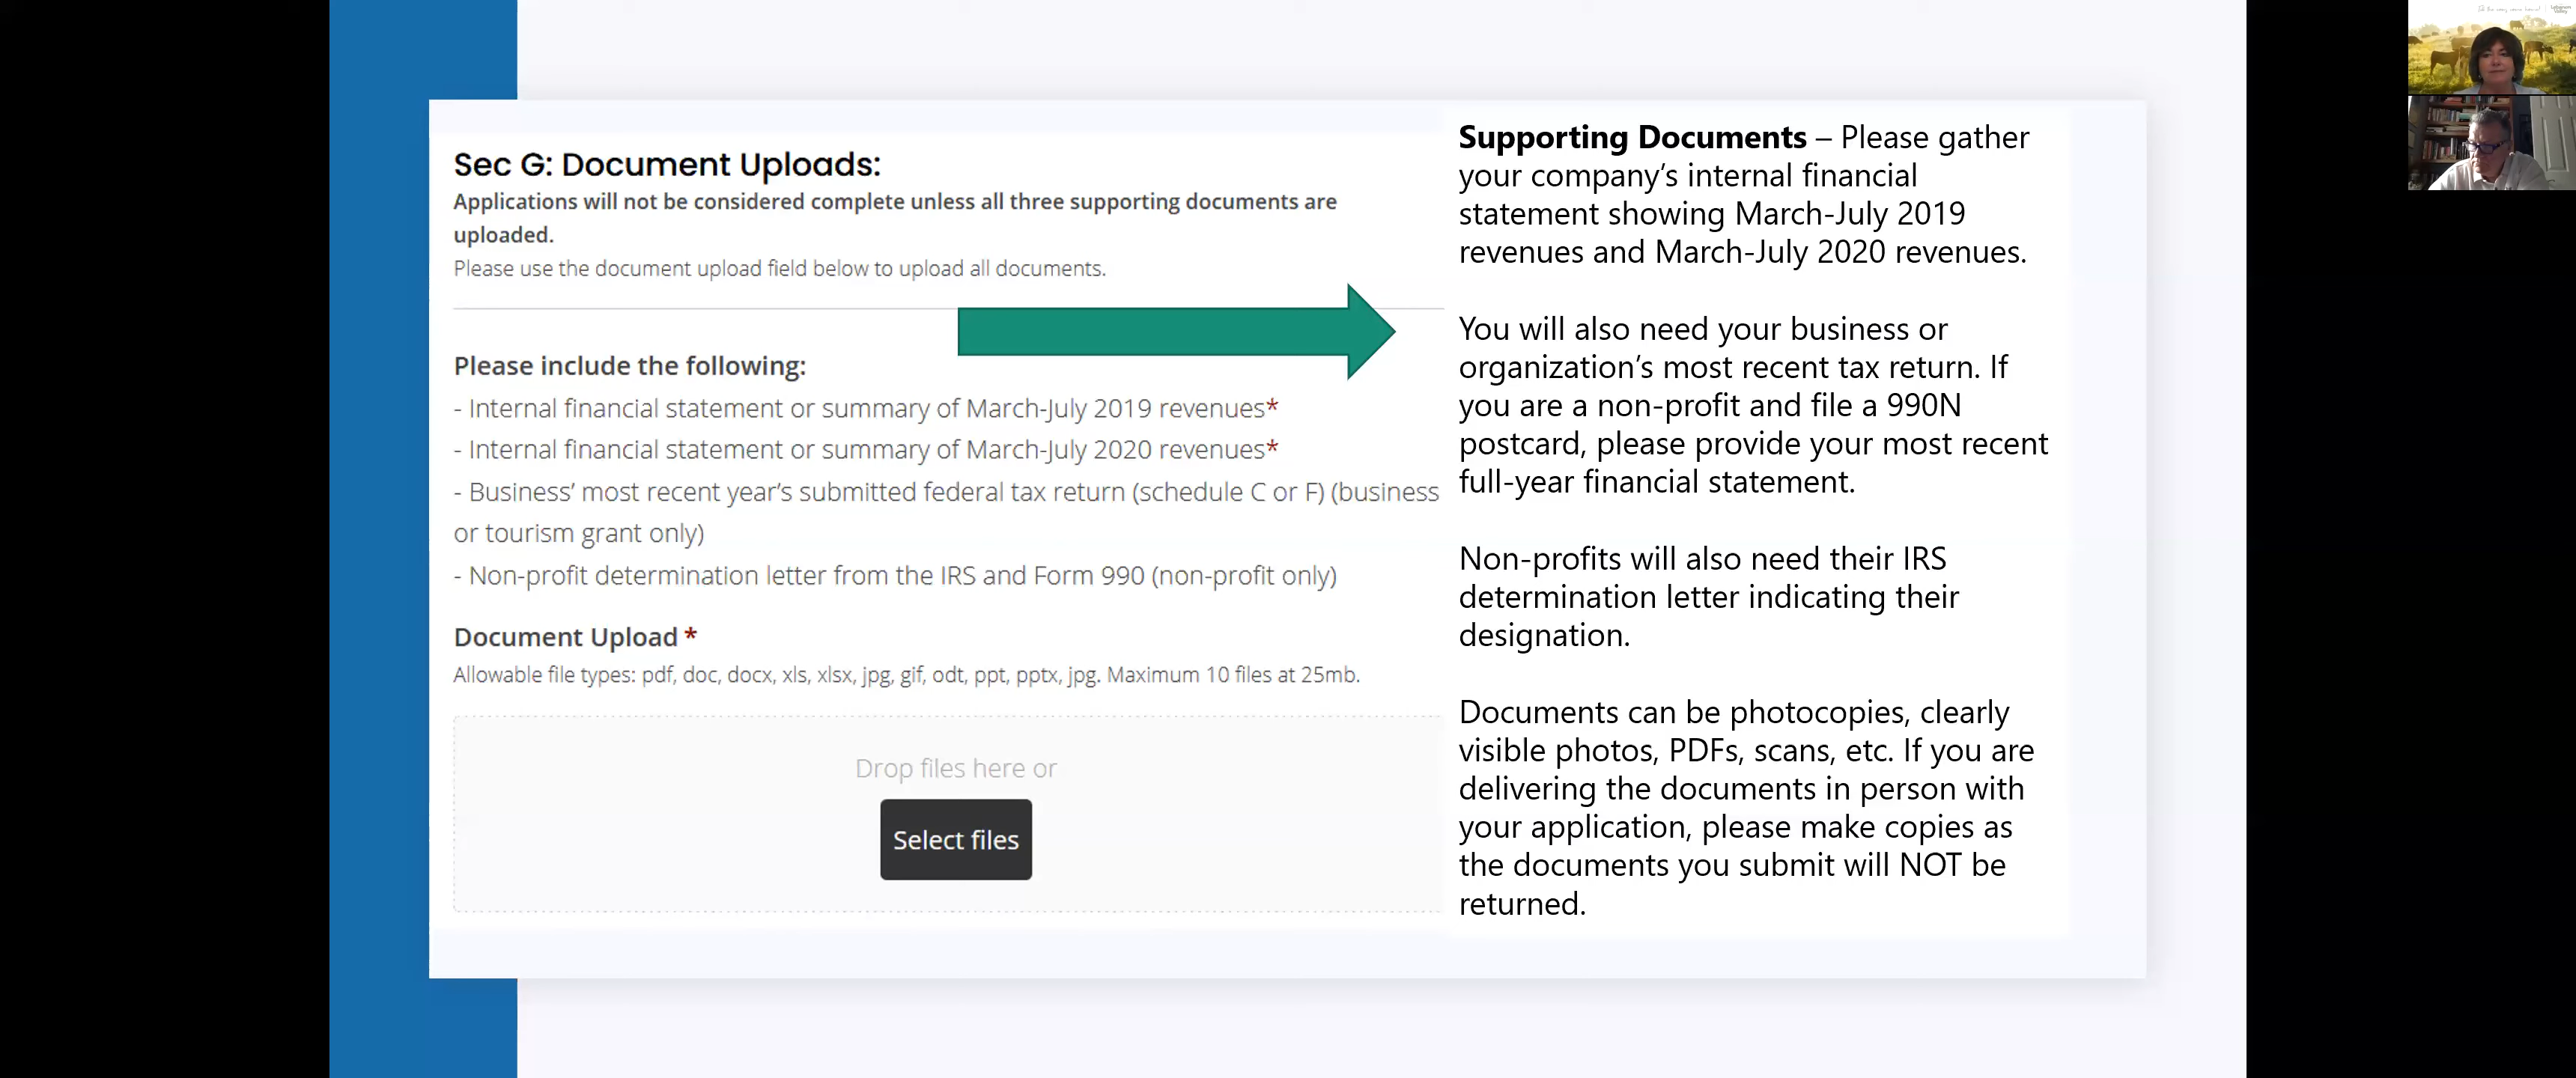 Sec G: Document Uploads:
Applications will not be considered complete unless all three supporting documents are
uploaded.
Please use the document upload field below to upload all documents.
Please include the following:
- Internal financial statement or summary of March-July 2019 revenues*
- Internal financial statement or summary of March-July 2020 revenues*
- Business’ most recent year’s submitted federal tax return (schedule C or F) (business
or tourism grant only)
- Non-profit determination letter from the IRS and Form 990 (non-profit only)
Document Upload *
Allowable file types: pdf, doc, docx, xls, xlsx, jpg, gif, odt, ppt, pptx, jpg. Maximum 10 files at 25mb.
Drop files here or
Select files
Supporting Documents – Please gather
your company’s internal financial
statement showing March-July 2019
revenues and March-July 2020 revenues.
You will also need your business or
organization’s most recent tax return. If
you are a non-profit and file a 990N
postcard, please provide your most recent
full-year financial statement.
Non-profits will also need their IRS
determination letter indicating their
designation.
Documents can be photocopies, clearly
visible photos, PDFs, scans, etc. If you are
delivering the documents in person with
your application, please make copies as
the documents you submit will NOT be
returned.